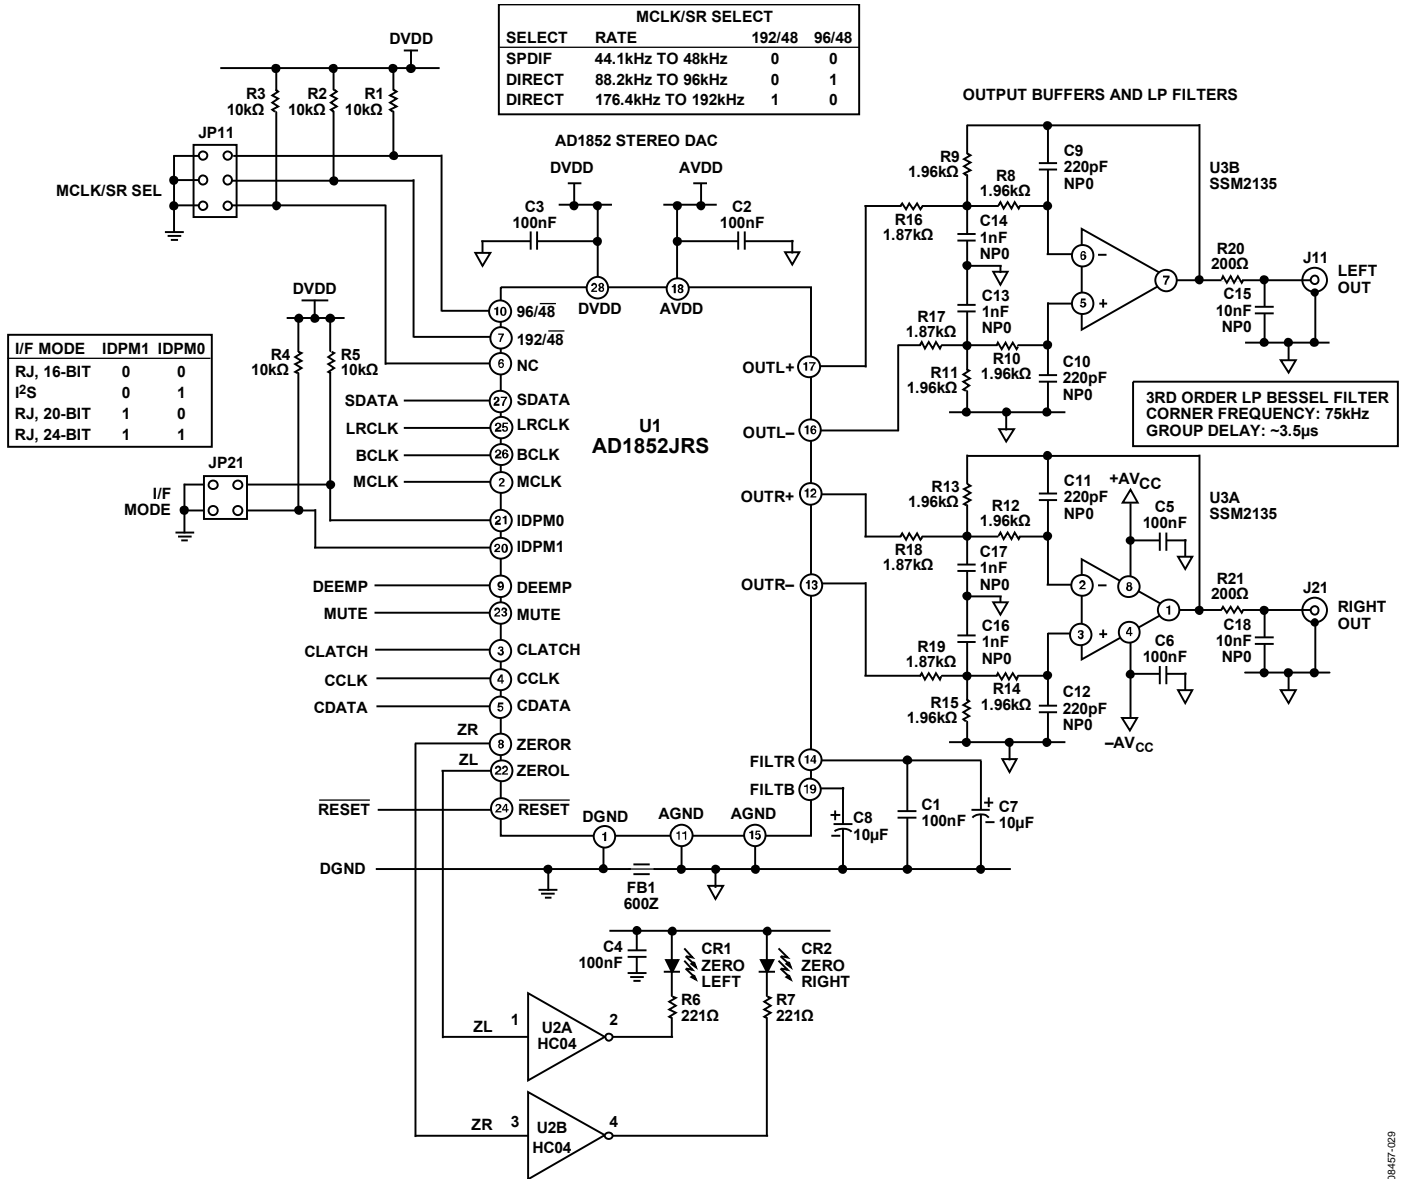 MCLK/SR SELECT
SELECT RATE 192/48 96/48
SPDIF 44.1kHz TO 48kHz 0 0
DIRECT 88.2kHz TO 96kHz 0 1
DIRECT 176.4kHz TO 192kHz 1 0
DVDD
R3
10kΩ
R2
10kΩ
R1
10kΩ
JP11
MCLK/SR SEL
AD1852 STEREO DAC
DVDD
AVDD
C3
100nF
C2
100nF
28
DVDD
18
AVDD
OUTPUT BUFFERS AND LP FILTERS
R9
1.96kΩ
R8
1.96kΩ
C9
220pF
NP0
U3B
SSM2135
R16
1.87kΩ
C14
1nF
NP0
6 −
5 +
7
R20
200Ω
J11
LEFT
OUT
C15
10nF
NP0
C13
1nF
NP0
R17
1.87kΩ
R11
1.96kΩ
R10
1.96kΩ
C10
220pF
NP0
3RD ORDER LP BESSEL FILTER
CORNER FREQUENCY: 75kHz
GROUP DELAY: ~3.5µs
DVDD
R4
10kΩ
R5
10kΩ
I/F MODE IDPM1 IDPM0
RJ, 16-BIT 0 0
I²S 0 1
RJ, 20-BIT 1 0
RJ, 24-BIT 1 1
JP21
I/F
MODE
10 96/48
7 192/48
6 NC
SDATA 27 SDATA
LRCLK 25 LRCLK
BCLK 26 BCLK
MCLK 2 MCLK
21 IDPM0
20 IDPM1
DEEMP 9 DEEMP
MUTE 23 MUTE
CLATCH 3 CLATCH
CCLK 4 CCLK
CDATA 5 CDATA
ZR 8 ZEROR
ZL 22 ZEROL
RESET 24 RESET
U1
AD1852JRS
OUTL+ 17
OUTL− 16
OUTR+ 12
OUTR− 13
FILTR 14
FILTB 19
DGND
1
AGND
11
AGND
15
R13
1.96kΩ
R12
1.96kΩ
C11
220pF
NP0
+AVCC
C5
100nF
U3A
SSM2135
R18
1.87kΩ
C17
1nF
NP0
2 −
3 +
8
4
1
R21
200Ω
J21
RIGHT
OUT
C18
10nF
NP0
C6
100nF
C16
1nF
NP0
R19
1.87kΩ
R15
1.96kΩ
R14
1.96kΩ
C12
220pF
NP0
−AVCC
+
−
C8
10µF
C1
100nF
+
−
C7
10µF
DGND
FB1
600Z
C4
100nF
CR1
ZERO
LEFT
CR2
ZERO
RIGHT
R6
221Ω
R7
221Ω
ZL 1 U2A
HC04 2
ZR 3 U2B
HC04 4
08457-029